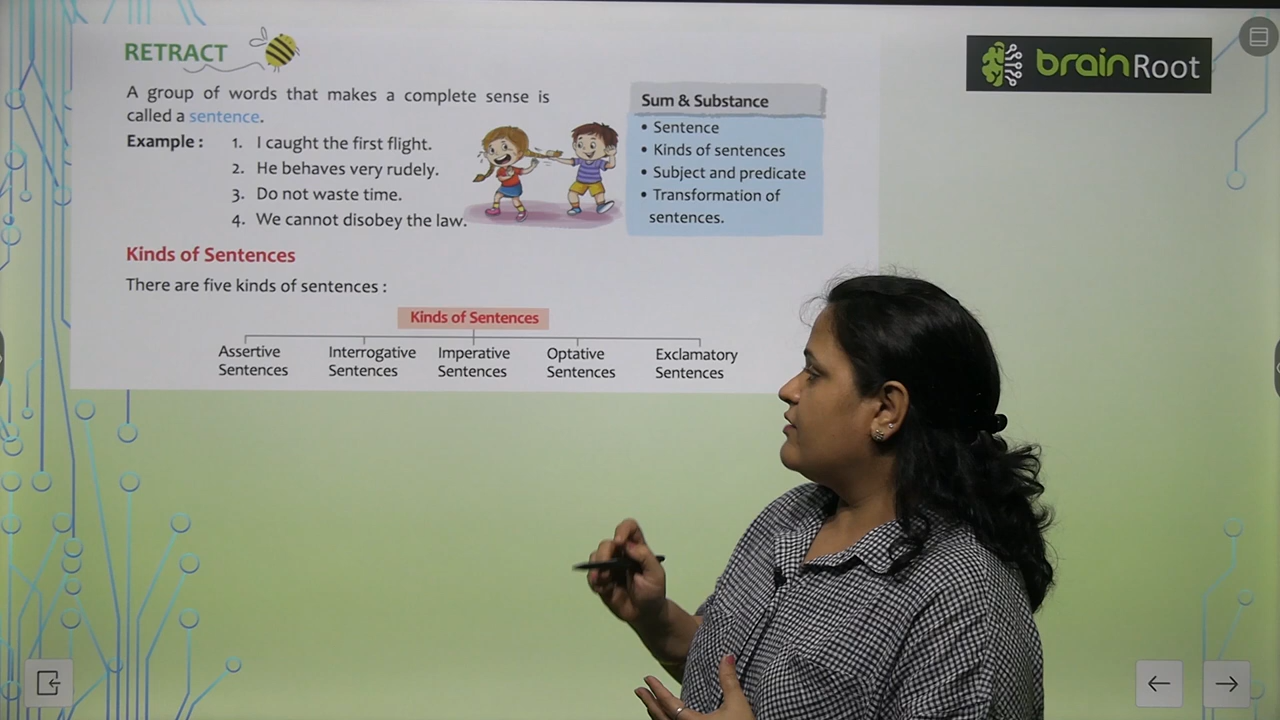 RETRACT
A group of words that makes a complete sense is
called a sentence.
Example : 1. I caught the first flight.
2. He behaves very rudely.
3. Do not waste time.
4. We cannot disobey the law.
Sum & Substance
• Sentence
• Kinds of sentences
• Subject and predicate
• Transformation of
sentences.
brainRoot
Kinds of Sentences
There are five kinds of sentences :
Kinds of Sentences
Assertive Interrogative Imperative Optative Exclamatory
Sentences Sentences Sentences Sentences Sentences